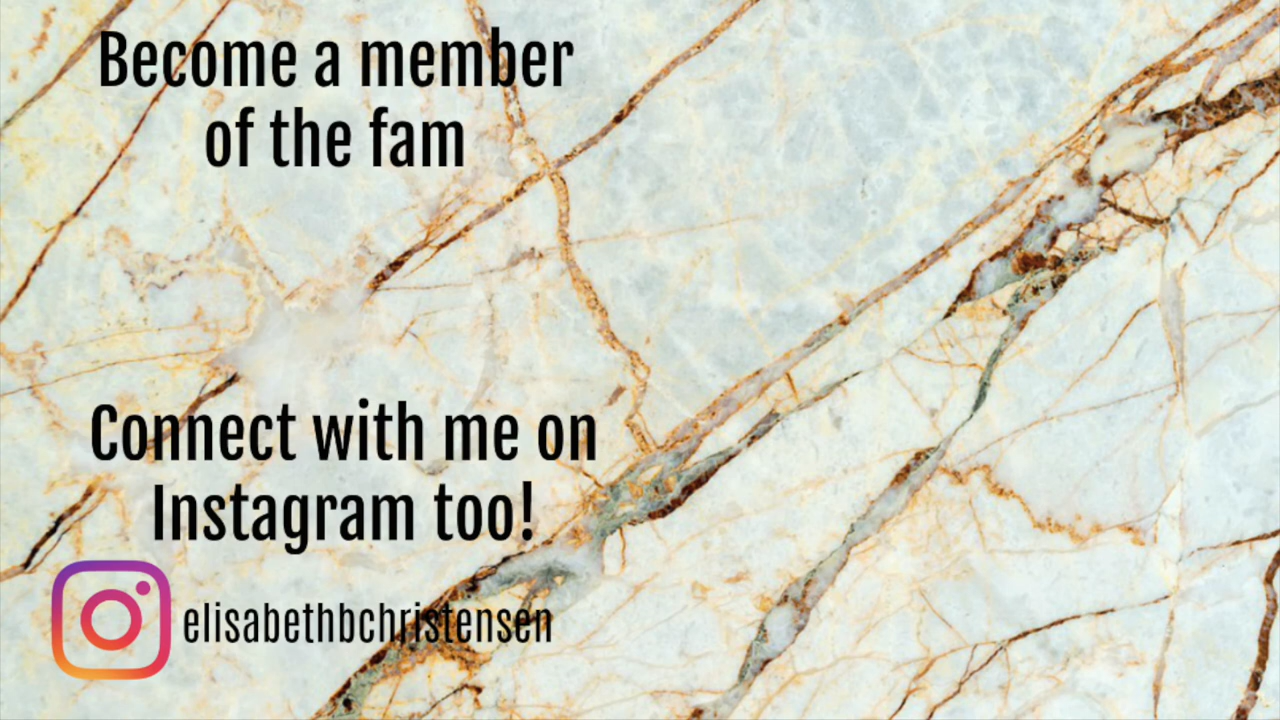 Become a member
of the fam
Connect with me on
Instagram too!
elisabethbchristensen